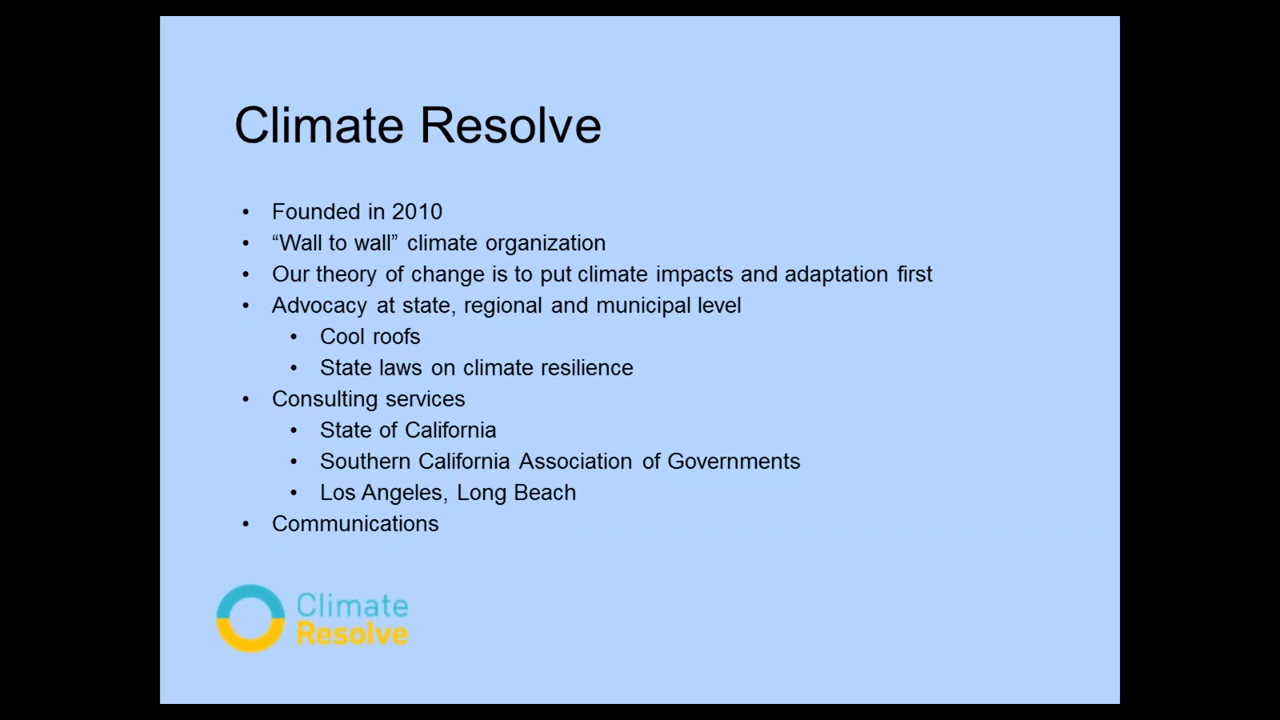 Climate Resolve
• Founded in 2010
• “Wall to wall” climate organization
• Our theory of change is to put climate impacts and adaptation first
• Advocacy at state, regional and municipal level
• Cool roofs
• State laws on climate resilience
• Consulting services
• State of California
• Southern California Association of Governments
• Los Angeles, Long Beach
• Communications
Climate
Resolve